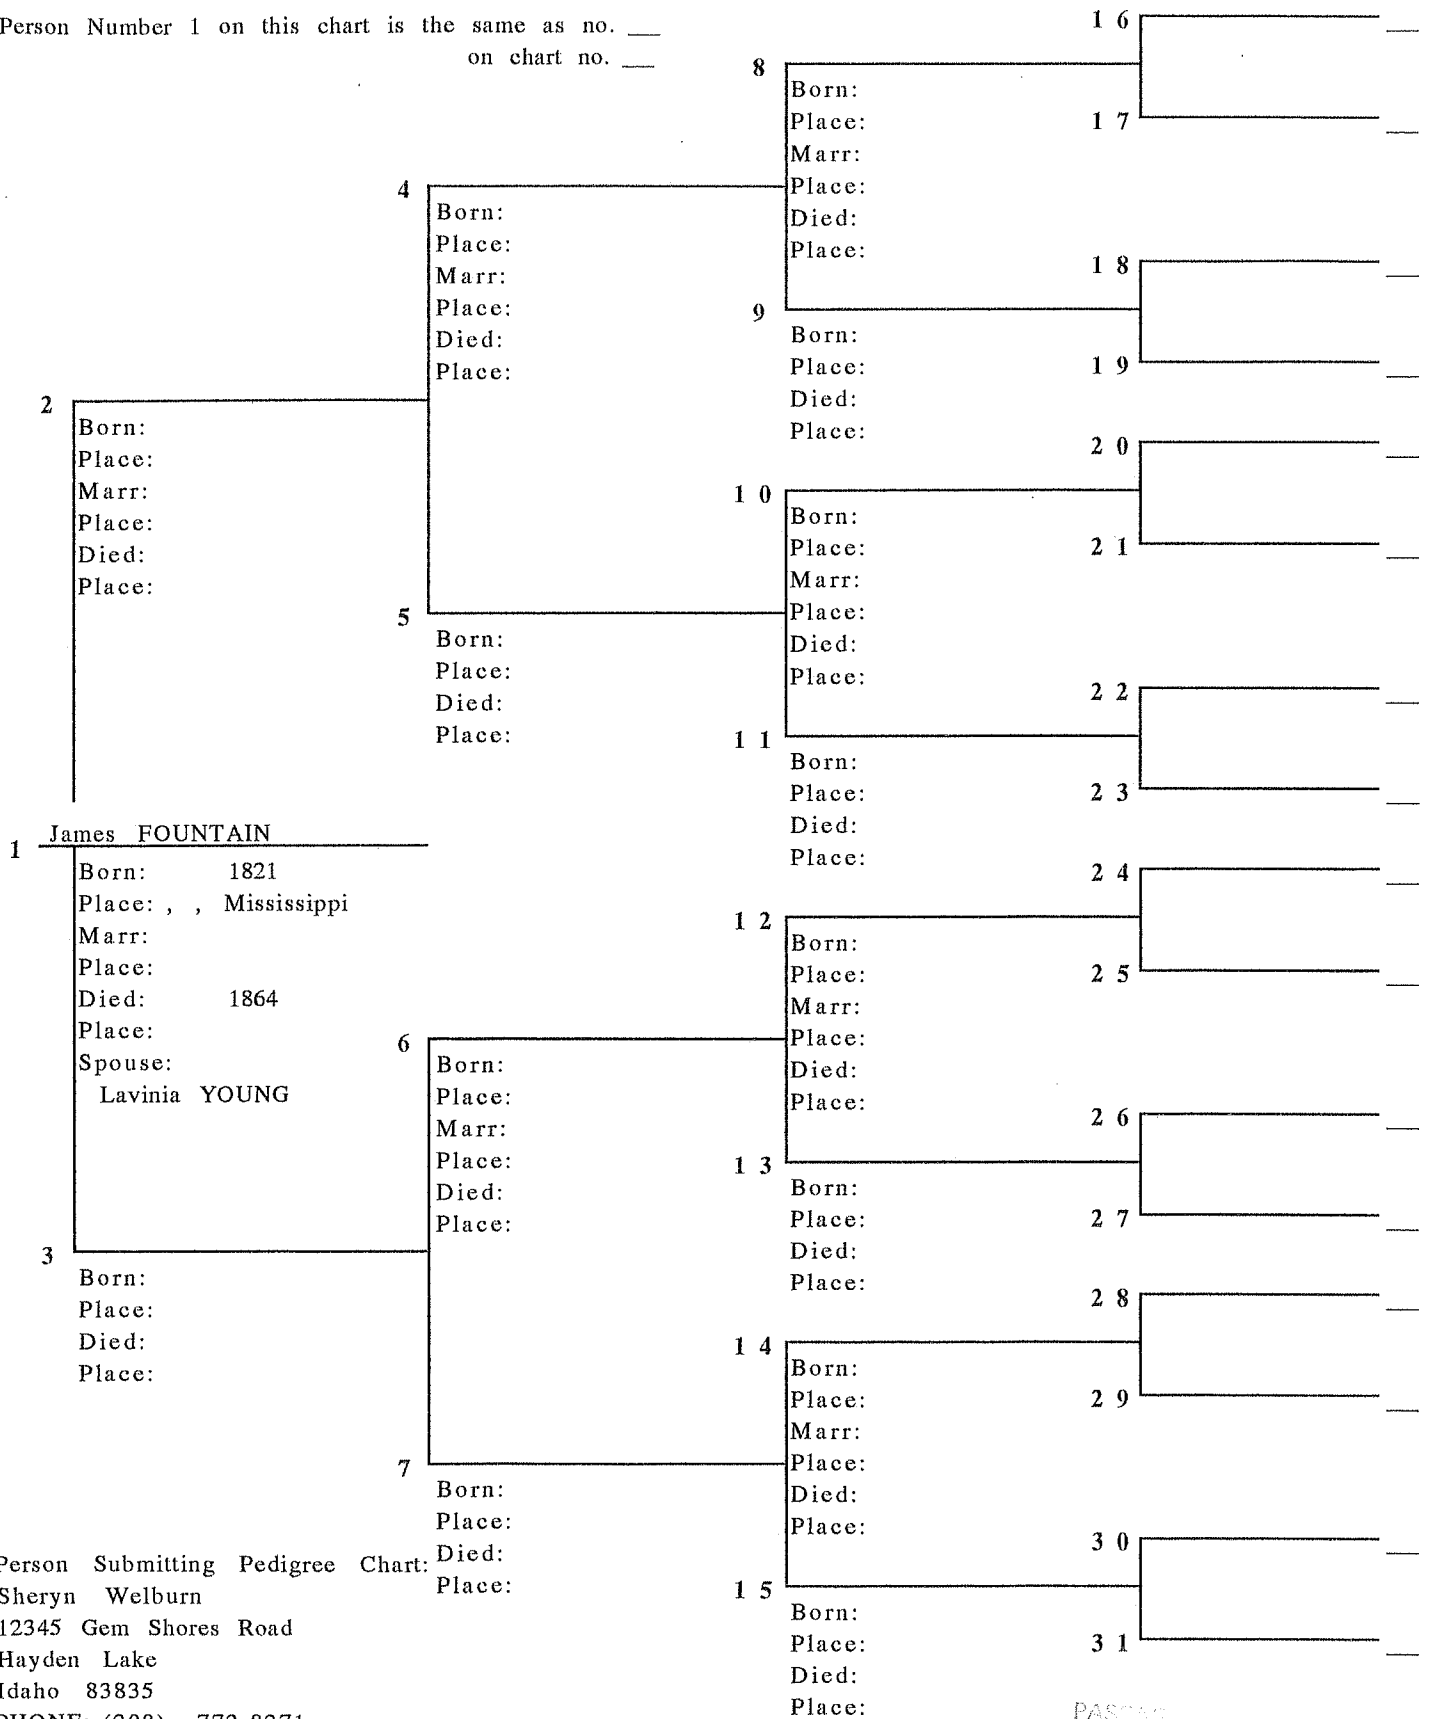 Person Number 1 on this chart is the same as no. __
on chart no. __
16
8
Born:
Place:
17
Marr:
Place:
Died:
Place:
18
9
Born:
Place:
19
Died:
Place:
4
Born:
Place:
Marr:
Place:
Died:
Place:
2
Born:
Place:
Marr:
Place:
Died:
Place:
20
10
Born:
Place:
21
Marr:
Place:
Died:
Place:
22
11
Born:
Place:
23
Died:
Place:
5
Born:
Place:
Died:
Place:
1
James FOUNTAIN
Born: 1821
Place: , , Mississippi
Marr:
Place:
Died: 1864
Place:
Spouse:
Lavinia YOUNG
24
12
Born:
Place:
25
Marr:
Place:
Died:
Place:
26
13
Born:
Place:
27
Died:
Place:
6
Born:
Place:
Marr:
Place:
Died:
Place:
3
Born:
Place:
Died:
Place:
28
14
Born:
Place:
29
Marr:
Place:
Died:
Place:
30
15
Born:
Place:
31
Died:
Place:
7
Born:
Place:
Died:
Place:
Person Submitting Pedigree Chart:
Sheryn Welburn
12345 Gem Shores Road
Hayden Lake
Idaho 83835
PHONE: (208) 772-8271